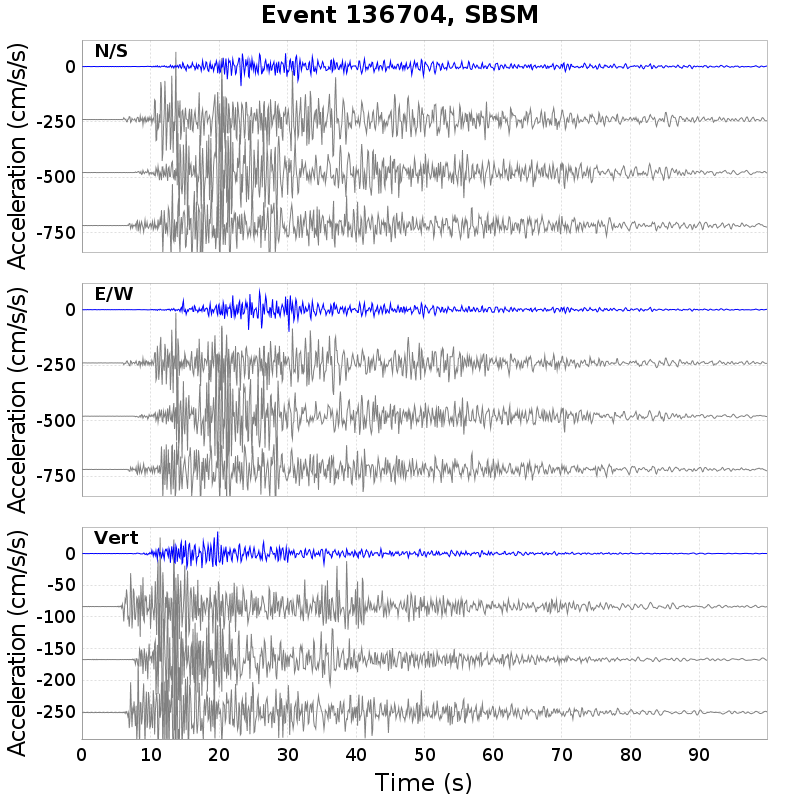 Event 136704, SBSM
N/S
0
-250
-500
-750
Acceleration (cm/s/s)
E/W
0
-250
-500
-750
Acceleration (cm/s/s)
Vert
0
-50
-100
-150
-200
-250
Acceleration (cm/s/s)
0 10 20 30 40 50 60 70 80 90
Time (s)